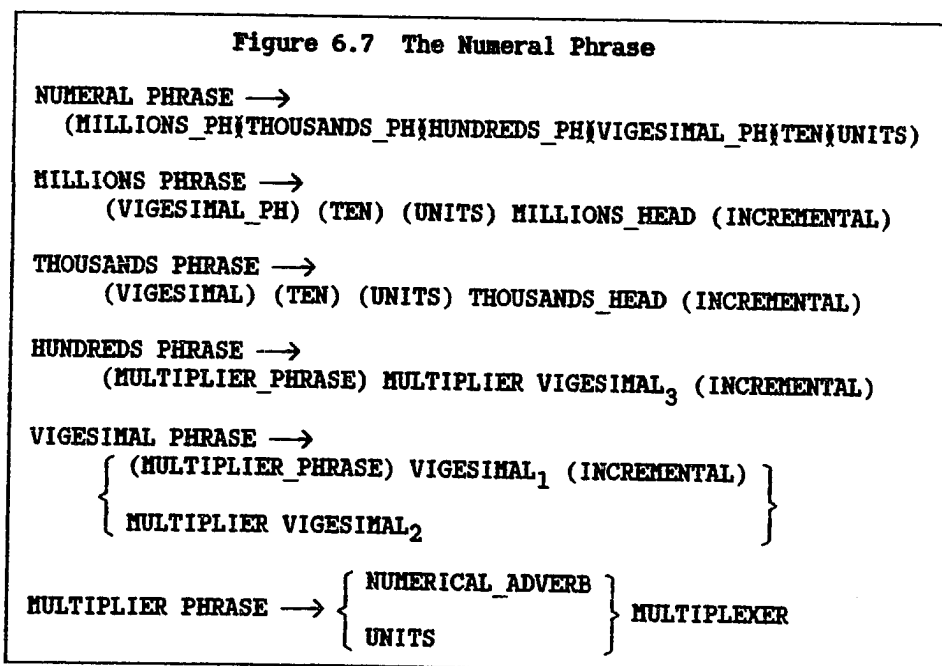 Figure 6.7 The Numeral Phrase
NUMERAL PHRASE ⟶
(MILLIONS_PH≬THOUSANDS_PH≬HUNDREDS_PH≬VIGESIMAL_PH≬TEN≬UNITS)
MILLIONS PHRASE ⟶
(VIGESIMAL_PH) (TEN) (UNITS) MILLIONS_HEAD (INCREMENTAL)
THOUSANDS PHRASE ⟶
(VIGESIMAL) (TEN) (UNITS) THOUSANDS_HEAD (INCREMENTAL)
HUNDREDS PHRASE ⟶
(MULTIPLIER_PHRASE) MULTIPLIER VIGESIMAL₃ (INCREMENTAL)
VIGESIMAL PHRASE ⟶
{ (MULTIPLIER_PHRASE) VIGESIMAL₁ (INCREMENTAL) }
MULTIPLIER VIGESIMAL₂
MULTIPLIER PHRASE ⟶ { NUMERICAL_ADVERB } MULTIPLEXER
UNITS